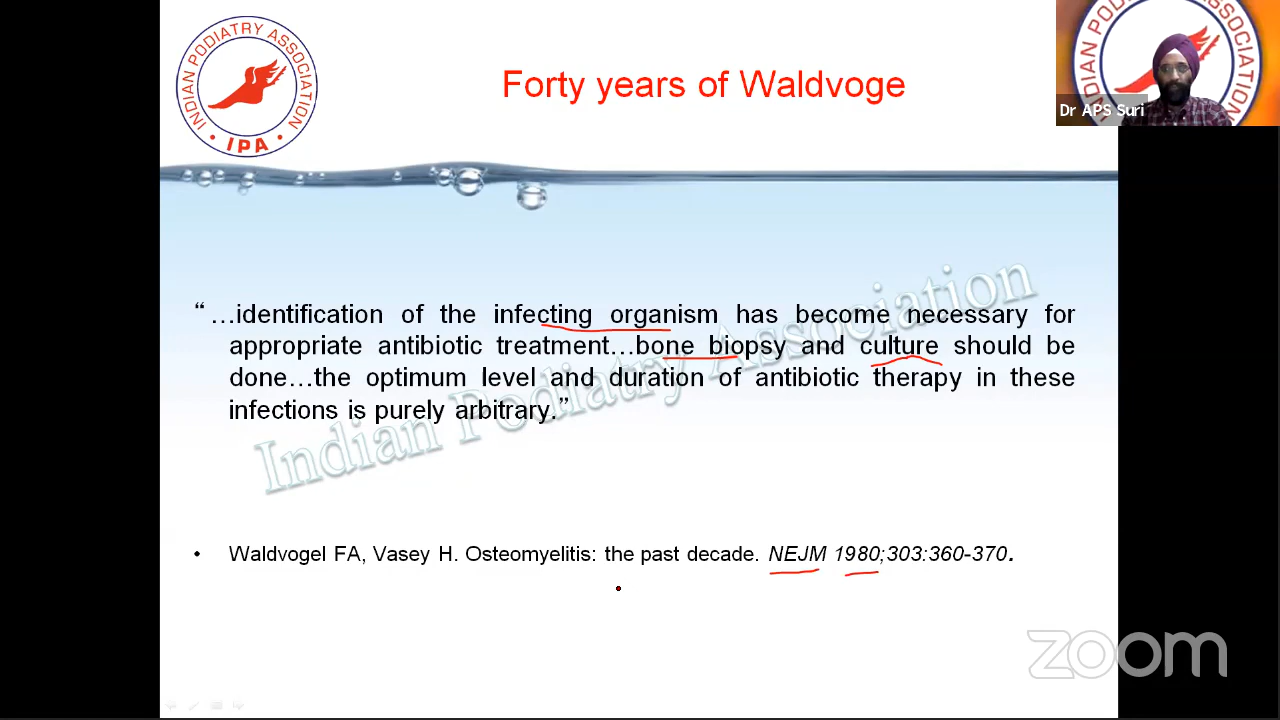 INDIAN PODIATRY ASSOCIATION
• IPA •
Forty years of Waldvoge
INDIAN PODIATRY ASSOCIATION
Dr APS Suri
“…identification of the infecting organism has become necessary for
appropriate antibiotic treatment…bone biopsy and culture should be
done…the optimum level and duration of antibiotic therapy in these
infections is purely arbitrary.”
Indian Podiatry Association
• Waldvogel FA, Vasey H. Osteomyelitis: the past decade. NEJM 1980;303:360-370.
zoom